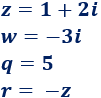 z = 1 + 2i
w = −3i
q = 5
r = −z